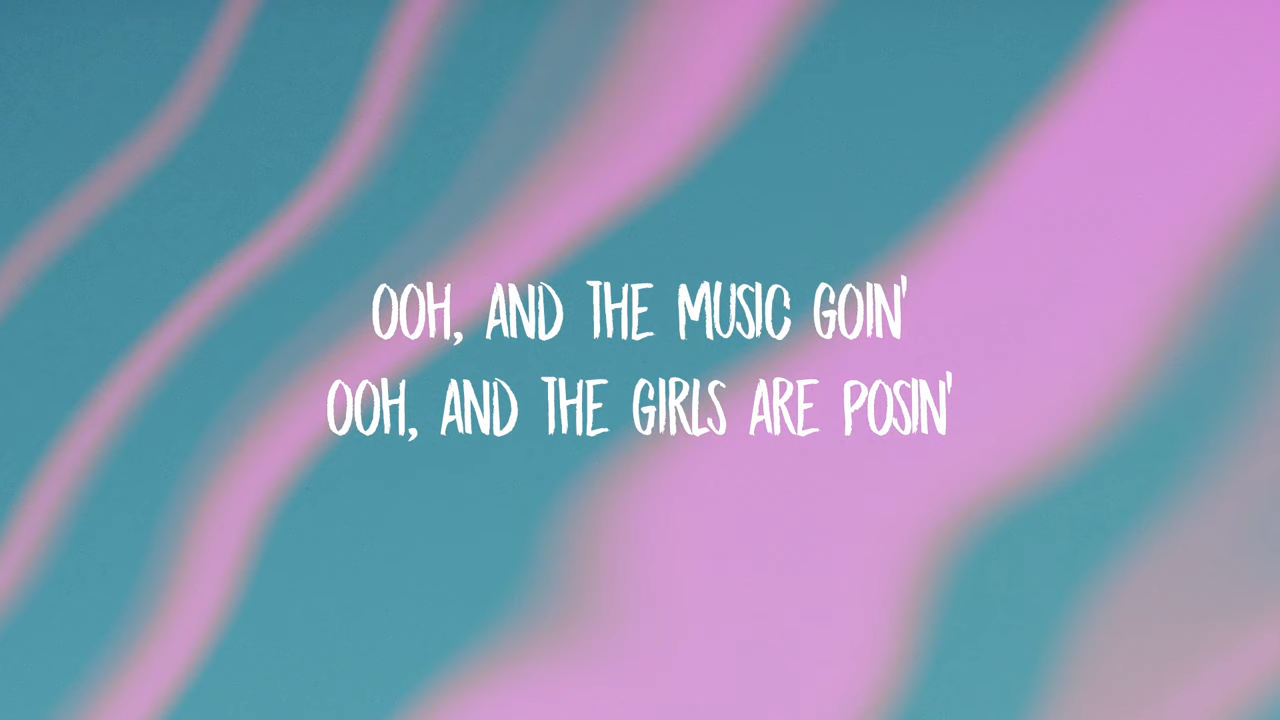 OOH, AND THE MUSIC GOIN'
OOH, AND THE GIRLS ARE POSIN'